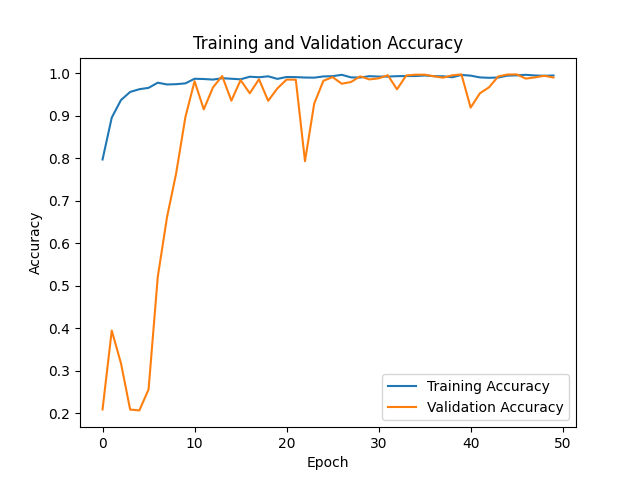 Training and Validation Accuracy
1.0
0.9
0.8
0.7
0.6
0.5
0.4
0.3
0.2
Accuracy
0 10 20 30 40 50
Epoch
Training Accuracy
Validation Accuracy